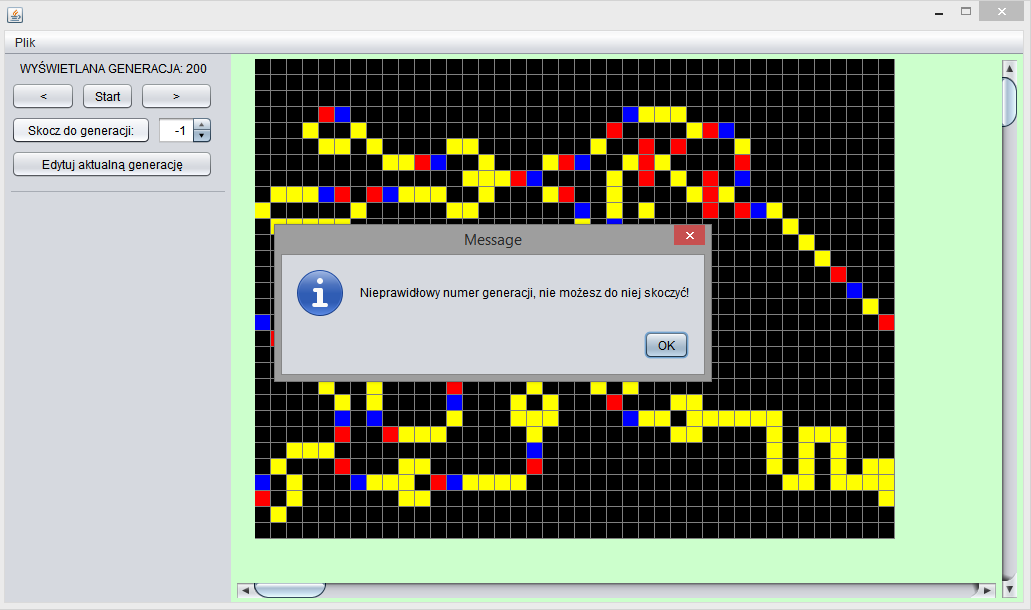 Plik
WYŚWIETLANA GENERACJA: 200
< Start >
Skocz do generacji: -1
Edytuj aktualną generację
Message
Nieprawidłowy numer generacji, nie możesz do niej skoczyć!
OK